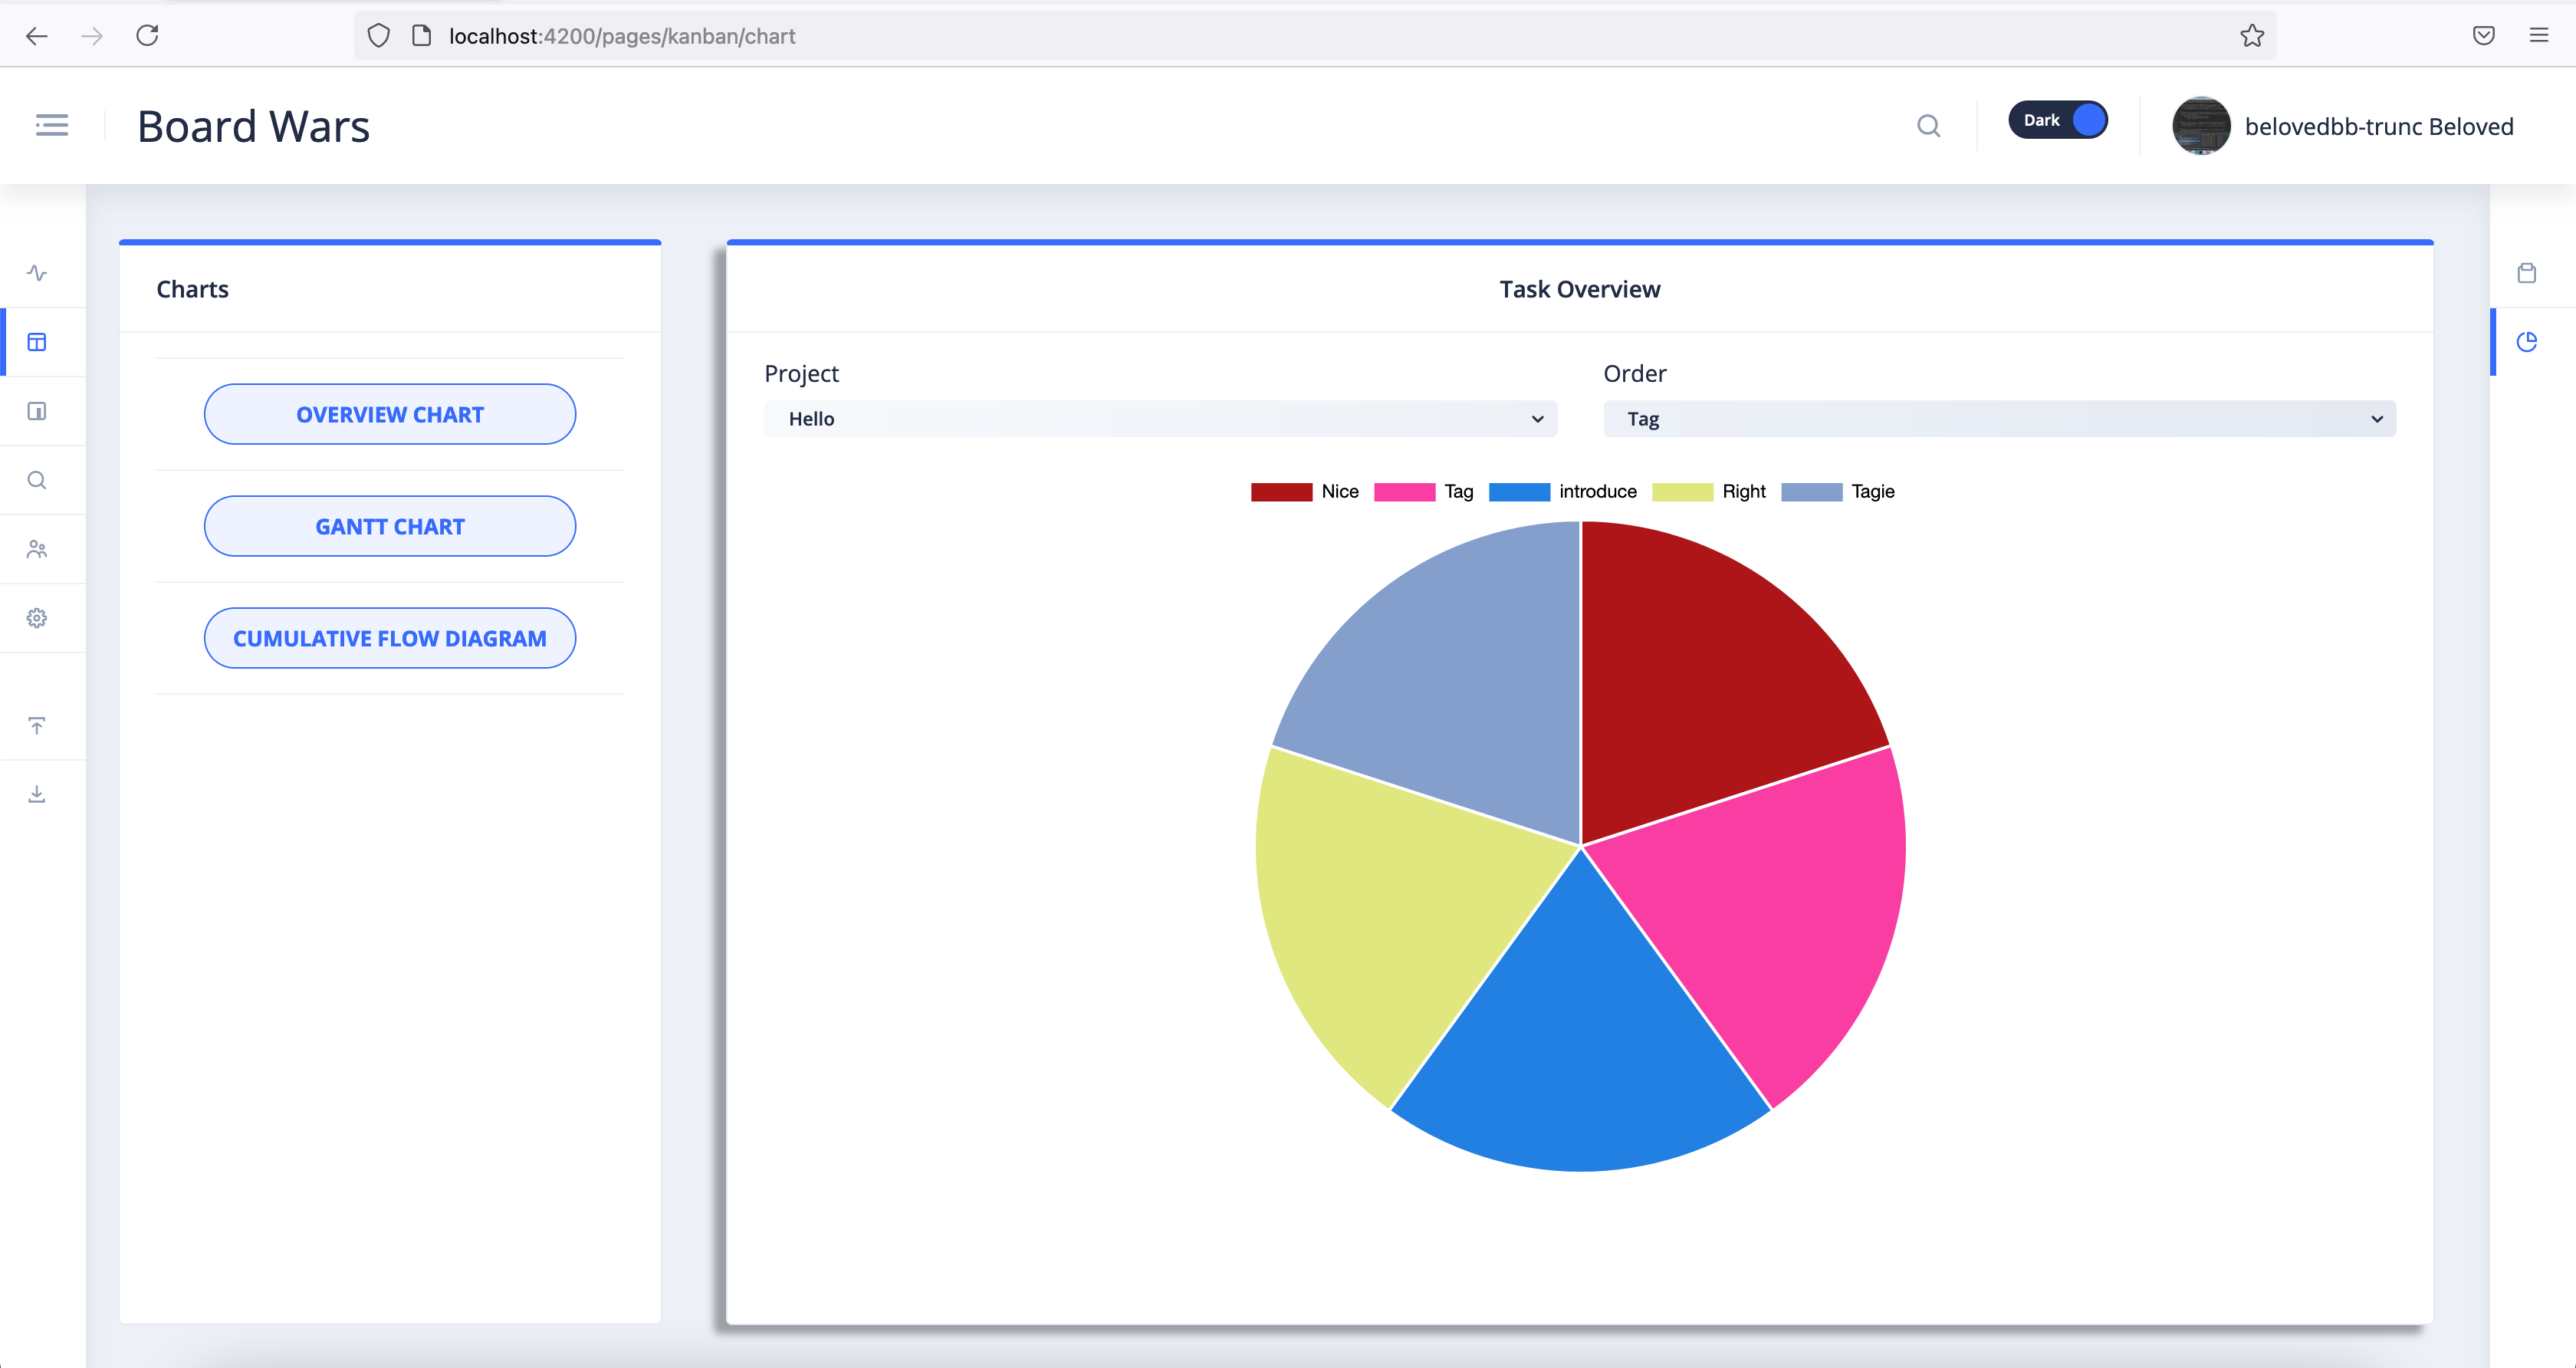 localhost:4200/pages/kanban/chart
Board Wars
Dark
belovedbb-trunc Beloved
Charts
OVERVIEW CHART
GANTT CHART
CUMULATIVE FLOW DIAGRAM
Task Overview
Project
Order
Hello
Tag
Nice Tag introduce Right Tagie